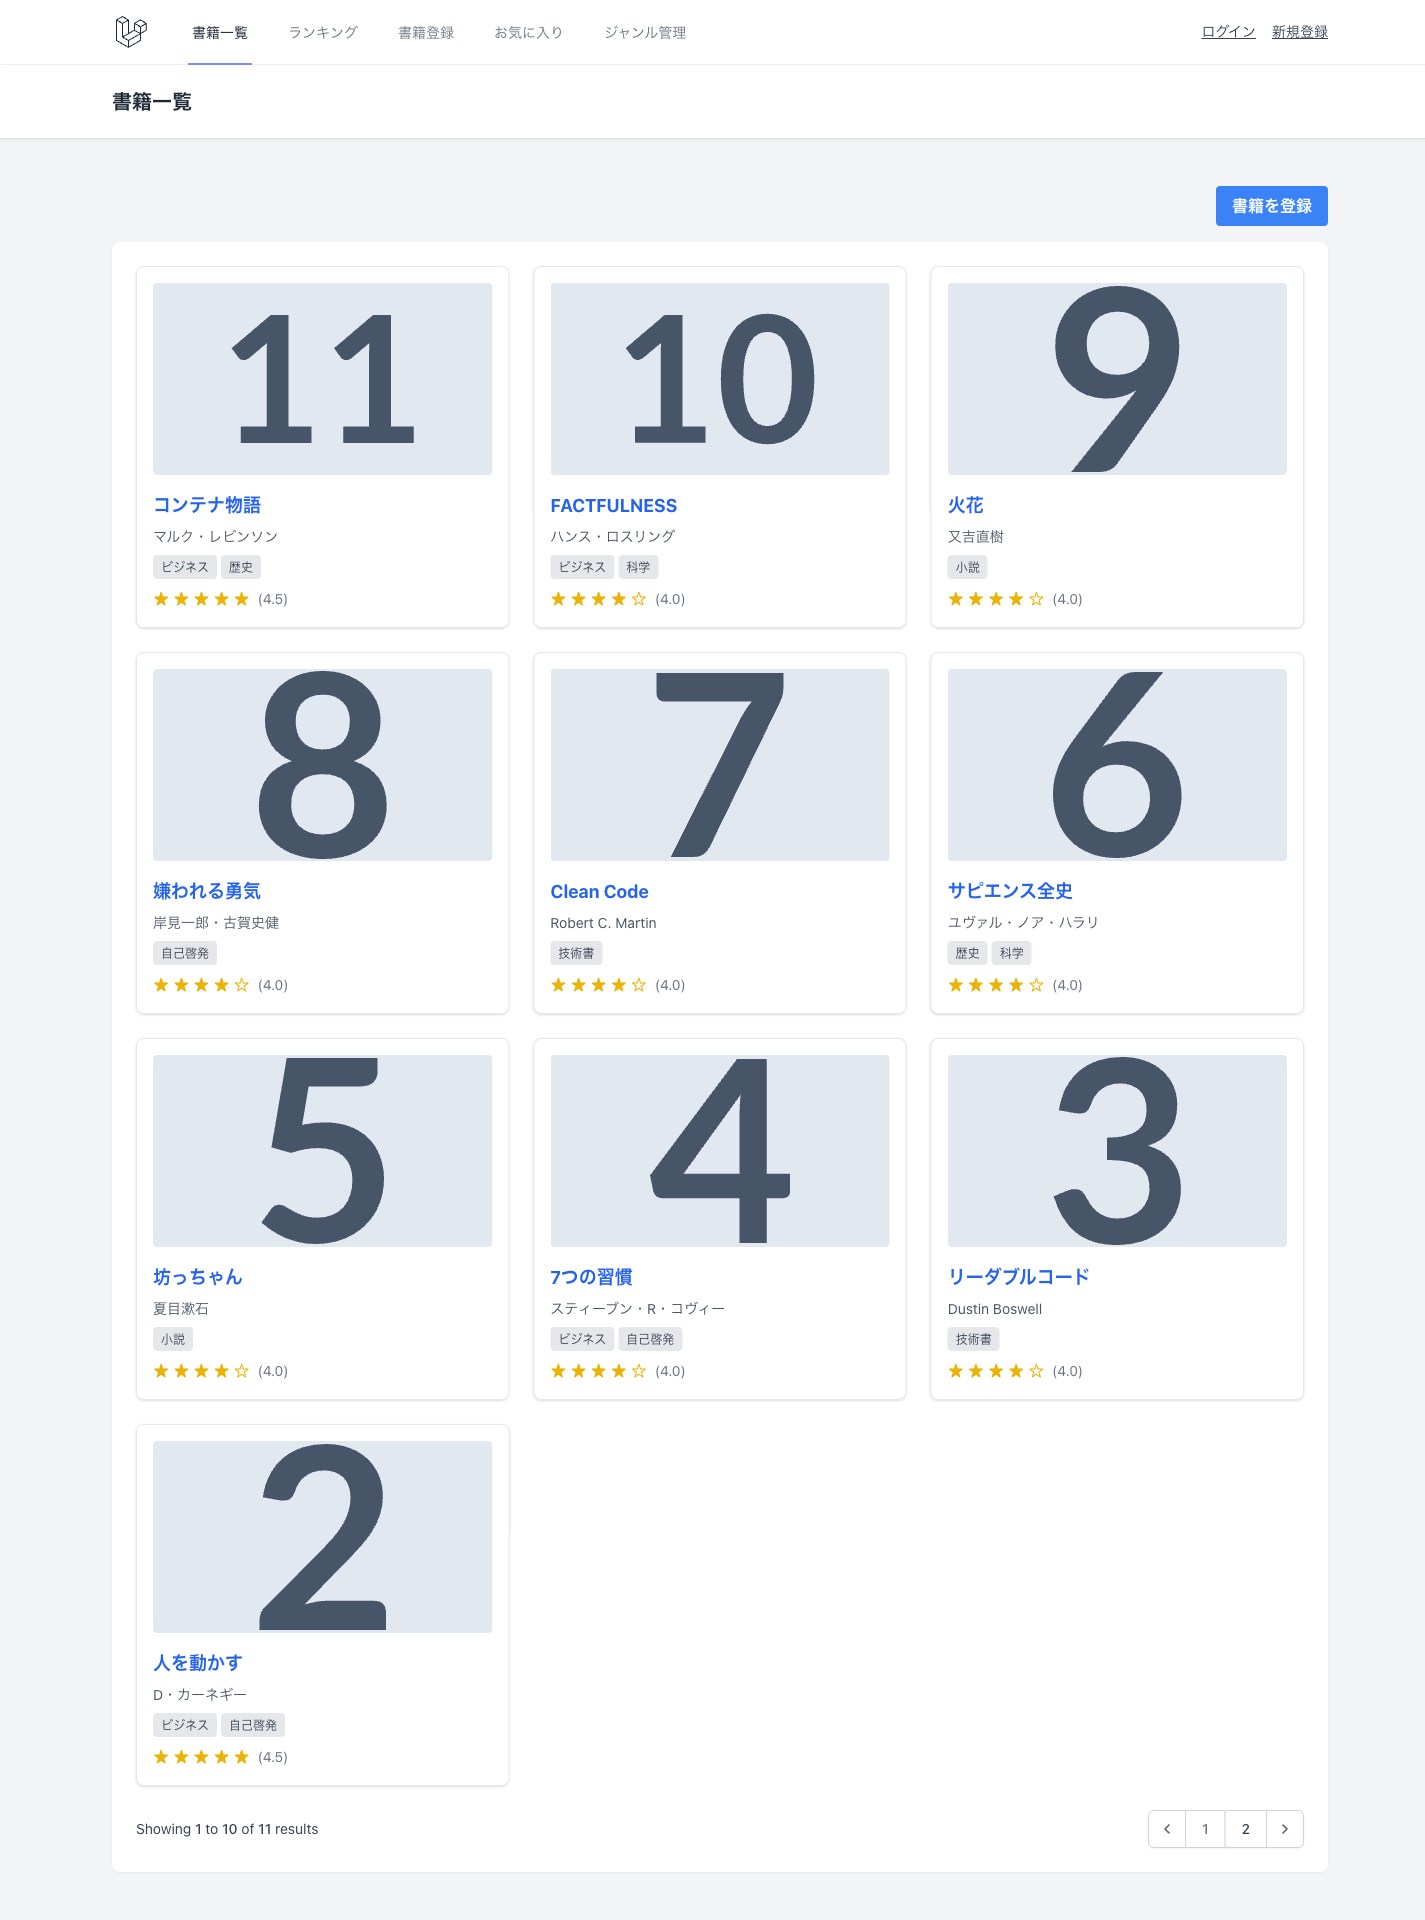 書籍一覧 ランキング 書籍登録 お気に入り ジャンル管理 ログイン 新規登録
書籍一覧
書籍を登録
11 10 9
コンテナ物語 FACTFULNESS 火花
マルク・レビンソン ハンス・ロスリング 又吉直樹
ビジネス 歴史 ビジネス 科学 小説
★★★★★ (4.5) ★★★★☆ (4.0) ★★★★☆ (4.0)
8 7 6
嫌われる勇気 Clean Code サピエンス全史
岸見一郎・古賀史健 Robert C. Martin ユヴァル・ノア・ハラリ
自己啓発 技術書 歴史 科学
★★★★☆ (4.0) ★★★★☆ (4.0) ★★★★☆ (4.0)
5 4 3
坊っちゃん 7つの習慣 リーダブルコード
夏目漱石 スティーブン・R・コヴィー Dustin Boswell
小説 ビジネス 自己啓発 技術書
★★★★☆ (4.0) ★★★★☆ (4.0) ★★★★☆ (4.0)
2
人を動かす
D・カーネギー
ビジネス 自己啓発
★★★★★ (4.5)
Showing 1 to 10 of 11 results 1 2